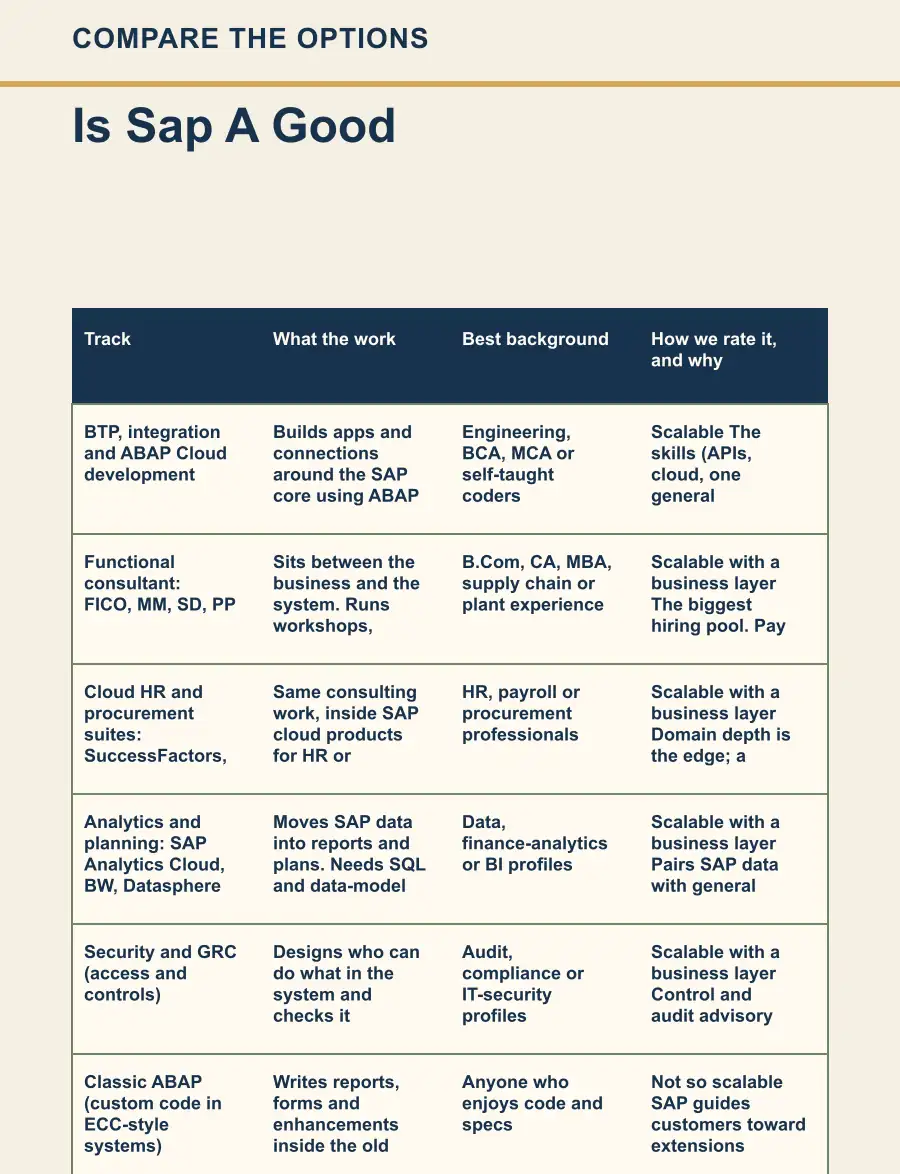 COMPARE THE OPTIONS
Is Sap A Good
Track
What the work
Best background
How we rate it,
and why
BTP, integration
and ABAP Cloud
development
Builds apps and
connections
around the SAP
core using ABAP
Engineering,
BCA, MCA or
self-taught
coders
Scalable The
skills (APIs,
cloud, one
general
Functional
consultant:
FICO, MM, SD, PP
Sits between the
business and the
system. Runs
workshops,
B.Com, CA, MBA,
supply chain or
plant experience
Scalable with a
business layer
The biggest
hiring pool. Pay
Cloud HR and
procurement
suites:
SuccessFactors,
Same consulting
work, inside SAP
cloud products
for HR or
HR, payroll or
procurement
professionals
Scalable with a
business layer
Domain depth is
the edge; a
Analytics and
planning: SAP
Analytics Cloud,
BW, Datasphere
Moves SAP data
into reports and
plans. Needs SQL
and data-model
Data,
finance-analytics
or BI profiles
Scalable with a
business layer
Pairs SAP data
with general
Security and GRC
(access and
controls)
Designs who can
do what in the
system and
checks it
Audit,
compliance or
IT-security
profiles
Scalable with a
business layer
Control and
audit advisory
Classic ABAP
(custom code in
ECC-style
systems)
Writes reports,
forms and
enhancements
inside the old
Anyone who
enjoys code and
specs
Not so scalable
SAP guides
customers toward
extensions